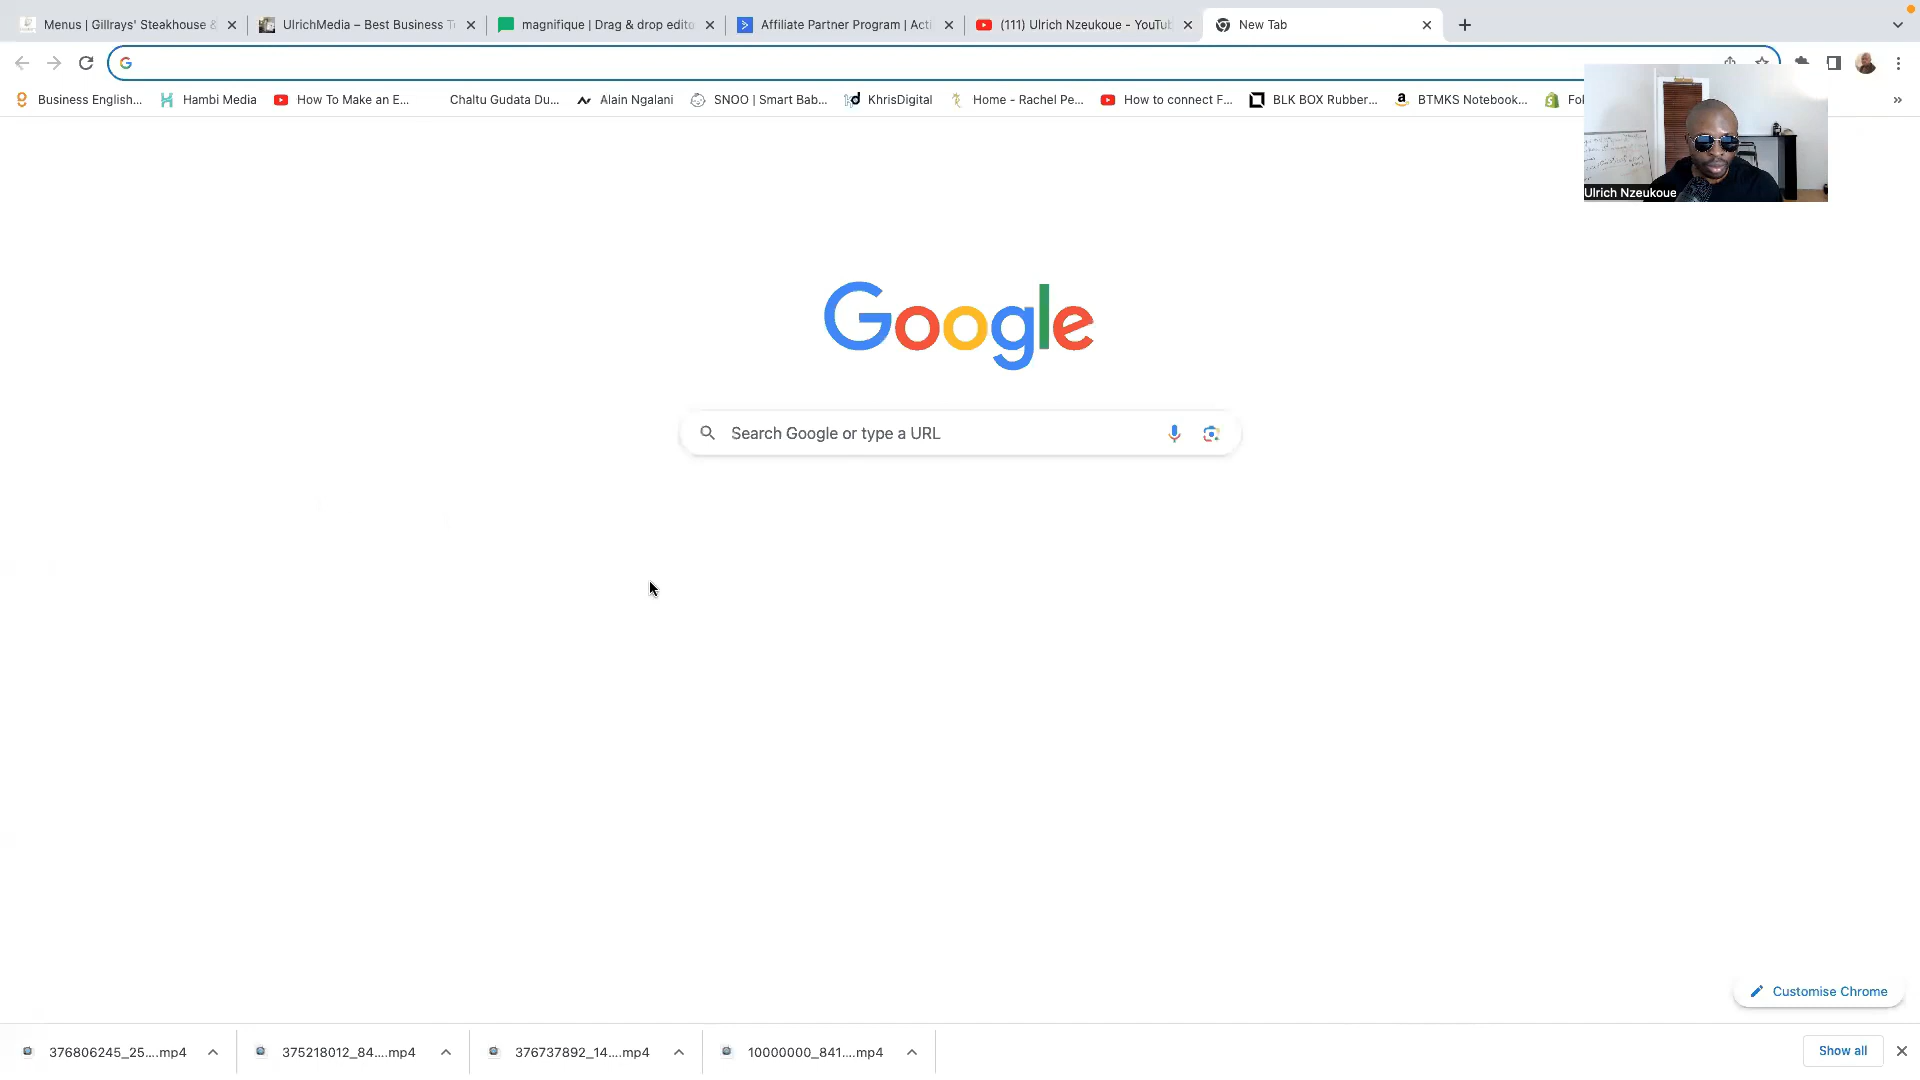 Menus | Gillrays' Steakhouse &
UlrichMedia – Best Business T
magnifique | Drag & drop edit
Affiliate Partner Program | Acti
(111) Ulrich Nzeukoue - YouTub
New Tab
Business English...
Hambi Media
How To Make an E...
Chaltu Gudata Du...
Alain Ngalani
SNOO | Smart Bab...
KhrisDigital
Home - Rachel Pe...
How to connect F...
BLK BOX Rubber...
BTMKS Notebook...
Ulrich Nzeukoue
Google
Search Google or type a URL
Customise Chrome
376806245_25....mp4
375218012_84....mp4
376737892_14....mp4
10000000_841....mp4
Show all